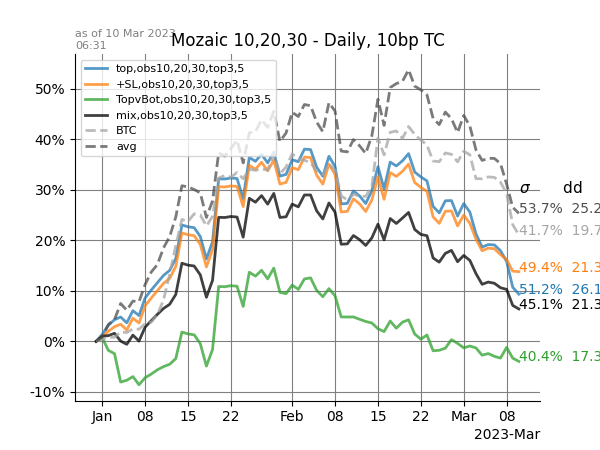 as of 10 Mar 2023
06:31
Mozaic 10,20,30 - Daily, 10bp TC
top,obs10,20,30,top3,5
+SL,obs10,20,30,top3,5
TopvBot,obs10,20,30,top3,5
mix,obs10,20,30,top3,5
BTC
avg
50%
40%
30%
20%
10%
0%
-10%
σ dd
53.7% 25.2
41.7% 19.7
49.4% 21.3
51.2% 26.1
45.1% 21.3
40.4% 17.3
Jan 08 15 22 Feb 08 15 22 Mar 08
2023-Mar